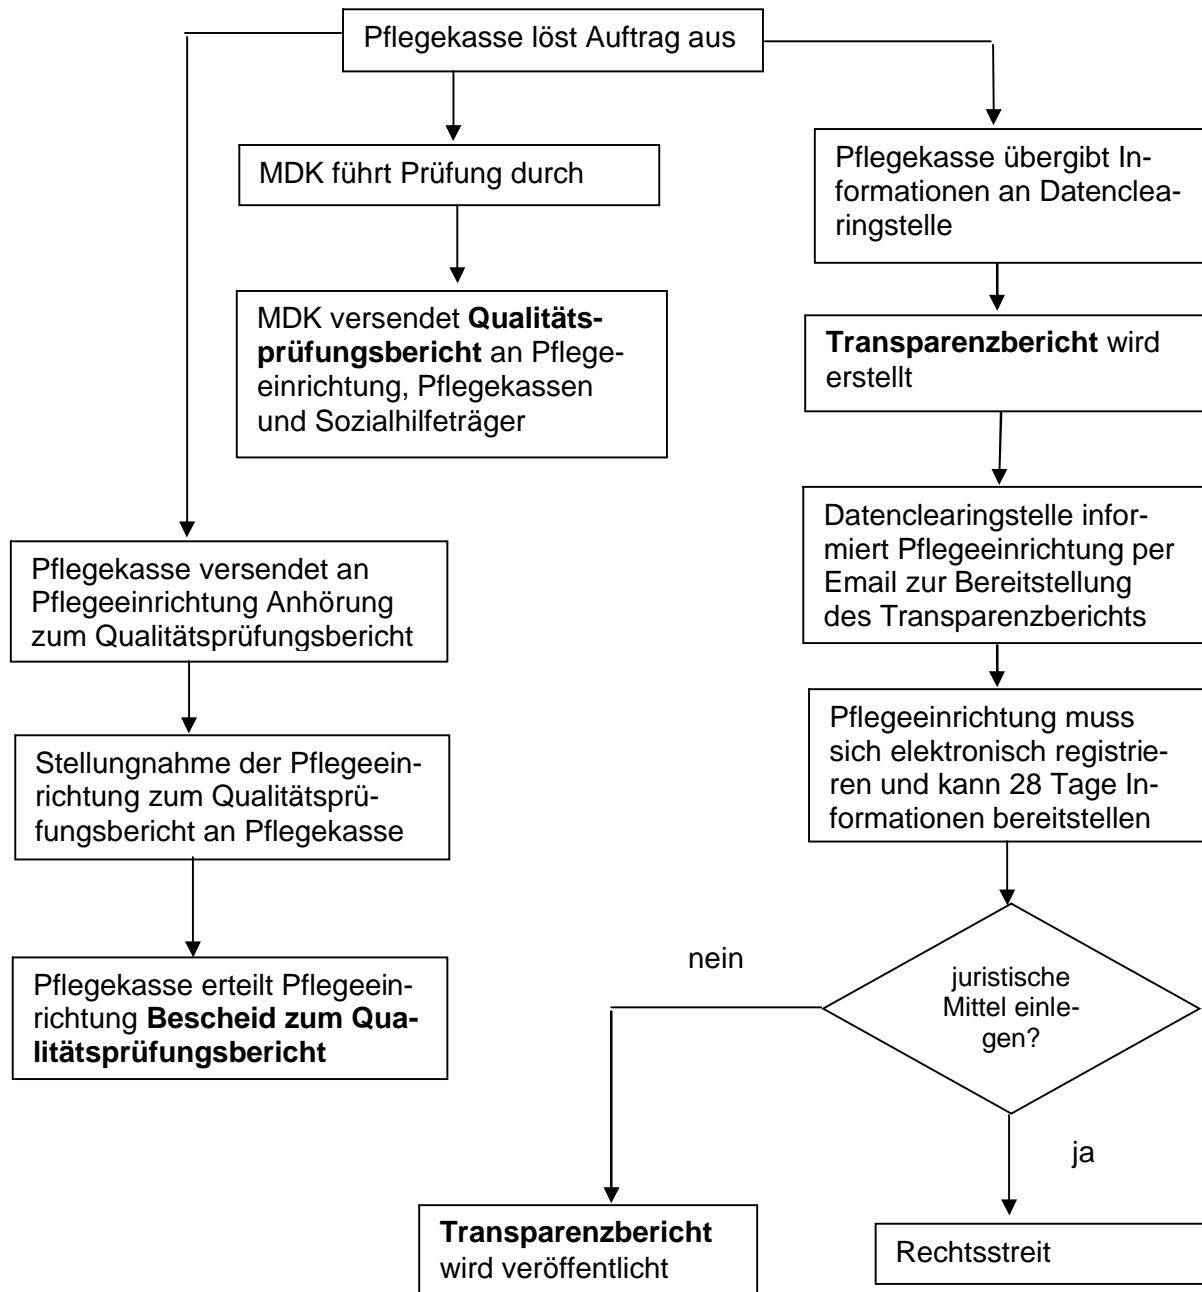 Pflegekasse löst Auftrag aus
MDK führt Prüfung durch
Pflegekasse übergibt In-
formationen an Datenclea-
ringstelle
MDK versendet Qualitäts-
prüfungsbericht an Pflege-
einrichtung, Pflegekassen
und Sozialhilfeträger
Transparenzbericht wird
erstellt
Datenclearingstelle infor-
miert Pflegeeinrichtung per
Email zur Bereitstellung
des Transparenzberichts
Pflegekasse versendet an
Pflegeeinrichtung Anhörung
zum Qualitätsprüfungsbericht
Pflegeeinrichtung muss
sich elektronisch registrie-
ren und kann 28 Tage In-
formationen bereitstellen
Stellungnahme der Pflegeein-
richtung zum Qualitätsprü-
fungsbericht an Pflegekasse
Pflegekasse erteilt Pflegeein-
richtung Bescheid zum Qua-
litätsprüfungsbericht
nein
juristische
Mittel einle-
gen?
ja
Transparenzbericht
wird veröffentlicht
Rechtsstreit